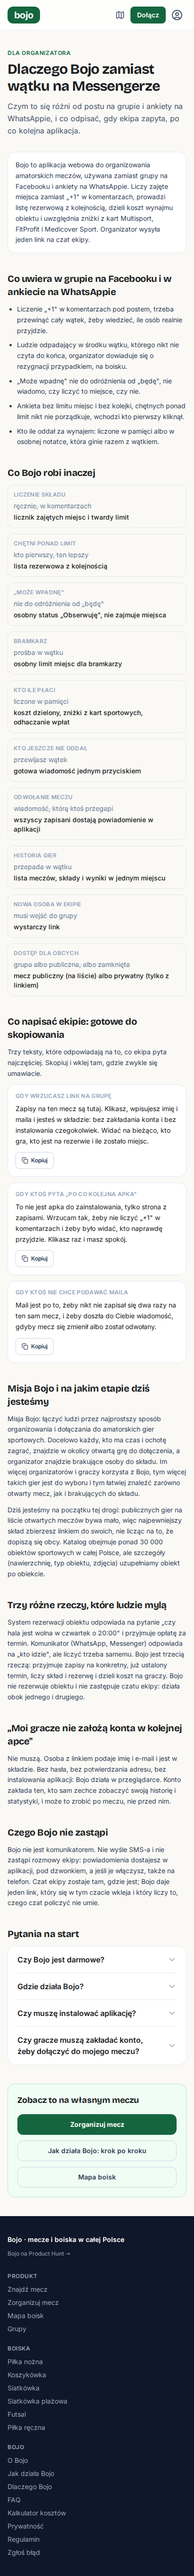 bojo
Dołącz
DLA ORGANIZATORA
Dlaczego Bojo zamiast
wątku na Messengerze
Czym to się różni od postu na grupie i ankiety na
WhatsAppie, i co odpisać, gdy ekipa zapyta, po
co kolejna aplikacja.
Bojo to aplikacja webowa do organizowania
amatorskich meczów, używana zamiast grupy na
Facebooku i ankiety na WhatsAppie. Liczy zajęte
miejsca zamiast „+1" w komentarzach, prowadzi
listę rezerwową z kolejnością, dzieli koszt wynajmu
obiektu i uwzględnia zniżki z kart Multisport,
FitProfit i Medicover Sport. Organizator wysyła
jeden link na czat ekipy.
Co uwiera w grupie na Facebooku i w
ankiecie na WhatsAppie
Liczenie „+1" w komentarzach pod postem, trzeba
przewinąć cały wątek, żeby wiedzieć, ile osób realnie
przyjdzie.
Ludzie odpadający w środku wątku, którego nikt nie
czyta do końca, organizator dowiaduje się o
rezygnacji przedwczoraj, na boisku.
„Może wpadnę" nie do odróżnienia od „będę", nie
wiadomo, czy liczyć to miejsce, czy nie.
Ankieta bez limitu miejsc i bez kolejki, chętnych ponad
limit nikt nie porządkuje, wchodzi kto pierwszy kliknął.
Kto ile oddał za wynajem: liczone w pamięci albo w
osobnej notatce, która ginie razem z wątkiem.
Co Bojo robi inaczej
LICZENIE SKŁADU
ręcznie, w komentarzach
licznik zajętych miejsc i twardy limit
CHĘTNI PONAD LIMIT
kto pierwszy, ten lepszy
lista rezerwowa z kolejnością
„MOŻE WPADNĘ"
nie do odróżnienia od „będę"
osobny status „Obserwuję", nie zajmuje miejsca
BRAMKARZ
prośba w wątku
osobny limit miejsc dla bramkarzy
KTO ILE PŁACI
liczono w pamięci
koszt dzielony, zniżki z kart sportowych,
odhaczanie wpłat
KTO JESZCZE NIE ODDAŁ
przewijasz wątek
gotowa wiadomość jednym przyciskiem
ODWOŁANIE MECZU
wiadomość, którą ktoś przegapi
wszyscy zapisani dostają powiadomienie w
aplikacji
HISTORIA GIER
przepada w wątku
lista meczów, składy i wyniki w jednym miejscu
NOWA OSOBA W EKIPIE
musi wejść do grupy
wystarczy link
DOSTĘP DLA OBCYCH
grupa albo publiczna, albo zamknięta
mecz publiczny (na liście) albo prywatny (tylko z
linkiem)
Co napisać ekipie: gotowe do
skopiowania
Trzy teksty, które odpowiadają na to, co ekipa pyta
najczęściej. Skopiuj i wklej tam, gdzie zwykle się
umawiacie.
GDY WRZUCASZ LINK NA GRUPĘ
Zapisy na ten mecz są tutaj. Klikasz, wpisujesz imię i
mail i jesteś w składzie: bez zakładania konta i bez
instalowania czegokolwiek. Widać na bieżąco, kto
gra, kto jest na rezerwie i ile zostało miejsc.
Kopiuj
GDY KTOŚ PYTA „PO CO KOLEJNA APKA"
To nie jest apka do zainstalowania, tylko strona z
zapisami. Wrzucam tak, żeby nie liczyć „+1" w
komentarzach i żeby było widać, kto naprawdę
przyjdzie. Klikasz raz i masz spokój.
Kopiuj
GDY KTOŚ NIE CHCE PODAWAĆ MAILA
Mail jest po to, żeby nikt nie zapisał się dwa razy na
ten sam mecz, i żeby doszła do Ciebie wiadomość,
gdyby mecz się zmienił albo został odwołany.
Kopiuj
Misja Bojo i na jakim etapie dziś
jesteśmy
Misja Bojo: łączyć ludzi przez najprostszy sposób
organizowania i dołączania do amatorskich gier
sportowych. Docelowo każdy, kto ma czas i ochotę
zagrać, znajdzie w okolicy otwartą grę do dołączenia, a
organizator znajdzie brakujące osoby do składu. Im
więcej organizatorów i graczy korzysta z Bojo, tym więcej
takich gier jest do wyboru i tym łatwiej znaleźć zarówno
otwarty mecz, jak i brakujących do składu.
Dziś jesteśmy na początku tej drogi: publicznych gier na
liście otwartych meczów bywa mało, więc najpewniejszy
skład zbierzesz linkiem do swoich, nie licząc na to, że
dopiszą się obcy. Katalog obejmuje ponad 30 000
obiektów sportowych w całej Polsce, ale szczegóły
(nawierzchnię, typ obiektu, zdjęcia) uzupełniamy obiekt
po obiekcie.
Trzy różne rzeczy, które ludzie mylą
System rezerwacji obiektu odpowiada na pytanie „czy
hala jest wolna w czwartek o 20:00" i przyjmuje opłatę za
termin. Komunikator (WhatsApp, Messenger) odpowiada
na „kto idzie", ale liczyć trzeba samemu. Bojo jest trzecią
rzeczą: przyjmuje zapisy na konkretny, już ustalony
termin, liczy skład i rezerwę i dzieli koszt na graczy. Bojo
nie rezerwuje obiektu i nie zastępuje czatu ekipy: działa
obok jednego i drugiego.
„Moi gracze nie założą konta w kolejnej
apce"
Nie muszą. Osoba z linkiem podaje imię i e-mail i jest w
składzie. Bez hasła, bez potwierdzania adresu, bez
instalowania aplikacji: Bojo działa w przeglądarce. Konto
zakłada ten, kto sam zechce zobaczyć swoją historię i
statystyki, i może to zrobić po meczu, nie przed nim.
Czego Bojo nie zastąpi
Bojo nie jest komunikatorem. Nie wyśle SMS-a i nie
zastąpi rozmowy ekipy: powiadomienia dostajesz w
aplikacji, pod dzwonkiem, a jeśli je włączysz, także na
telefon. Czat ekipy zostaje tam, gdzie jest; Bojo daje
jeden link, który się w tym czacie wkleja i który liczy to,
czego czat policzyć nie umie.
Pytania na start
Czy Bojo jest darmowe?
Gdzie działa Bojo?
Czy muszę instalować aplikację?
Czy gracze muszą zakładać konto,
żeby dołączyć do mojego meczu?
Zobacz to na własnym meczu
Zorganizuj mecz
Jak działa Bojo: krok po kroku
Mapa boisk
Bojo · mecze i boiska w całej Polsce
Bojo na Product Hunt →
PRODUKT
Znajdź mecz
Zorganizuj mecz
Mapa boisk
Grupy
BOISKA
Piłka nożna
Koszykówka
Siatkówka
Siatkówka plażowa
Futsal
Piłka ręczna
BOJO
O Bojo
Jak działa Bojo
Dlaczego Bojo
FAQ
Kalkulator kosztów
Prywatność
Regulamin
Zgłoś błąd